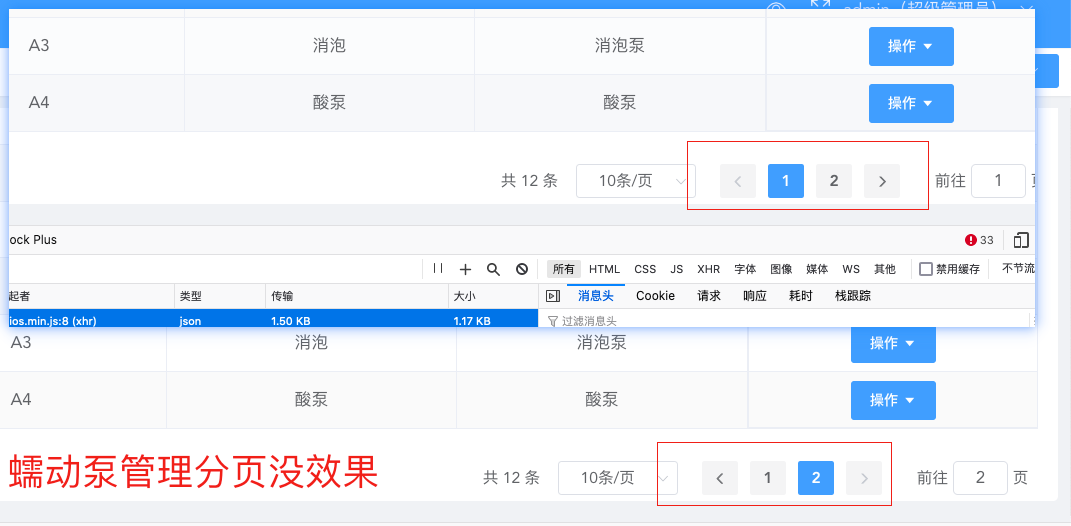 admin（超级管理员）
A3 消泡 消泡泵 操作
A4 酸泵 酸泵 操作
共 12 条 10条/页 1 2 前往 1
ock Plus 33
所有 HTML CSS JS XHR 字体 图像 媒体 WS 其他 禁用缓存 不节流
起者 类型 传输 大小 消息头 Cookie 请求 响应 耗时 栈跟踪
ios.min.js:8 (xhr) json 1.50 KB 1.17 KB 过滤消息头
A3 消泡 消泡泵 操作
A4 酸泵 酸泵 操作
蠕动泵管理分页没效果
共 12 条 10条/页 1 2 前往 2 页